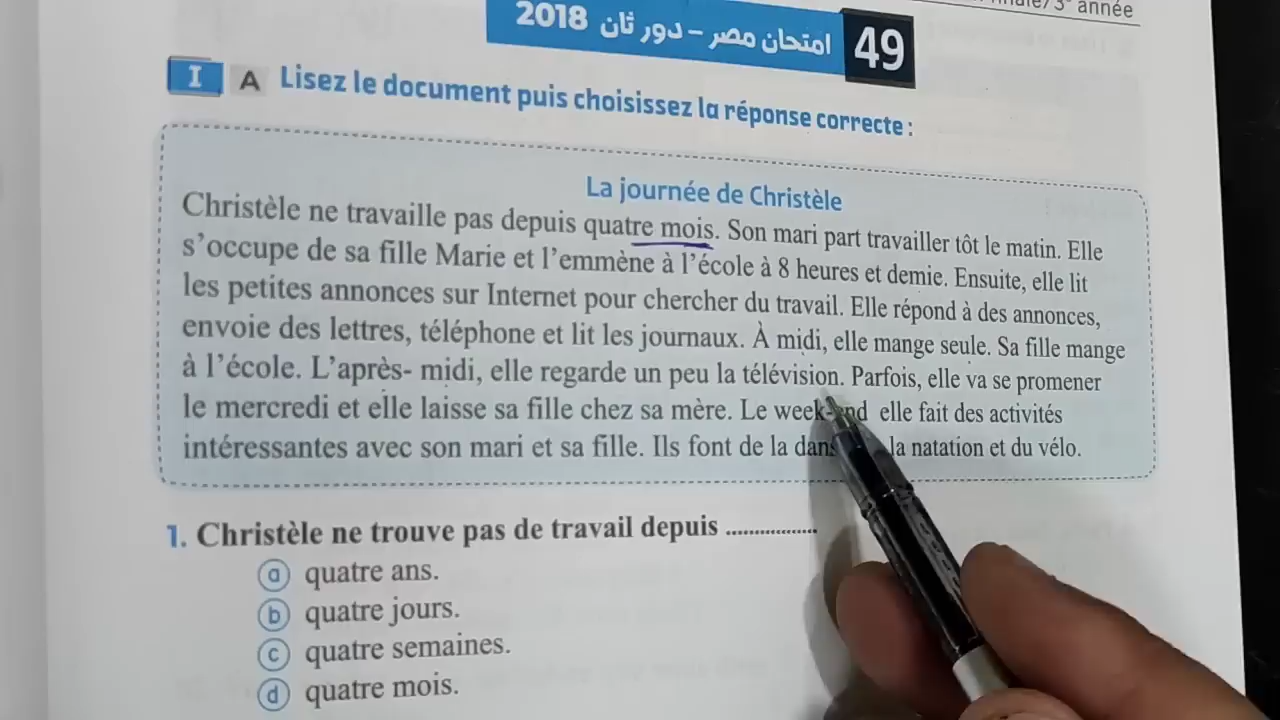 année
امتحان مصر – دور ثان 2018
49
I A Lisez le document puis choisissez la réponse correcte :
La journée de Christèle
Christèle ne travaille pas depuis quatre mois. Son mari part travailler tôt le matin. Elle
s'occupe de sa fille Marie et l'emmène à l'école à 8 heures et demie. Ensuite, elle lit
les petites annonces sur Internet pour chercher du travail. Elle répond à des annonces,
envoie des lettres, téléphone et lit les journaux. À midi, elle mange seule. Sa fille mange
à l'école. L'après- midi, elle regarde un peu la télévision. Parfois, elle va se promener
le mercredi et elle laisse sa fille chez sa mère. Le week-end elle fait des activités
intéressantes avec son mari et sa fille. Ils font de la la natation et du vélo.
1. Christèle ne trouve pas de travail depuis .................
a quatre ans.
b quatre jours.
c quatre semaines.
d quatre mois.